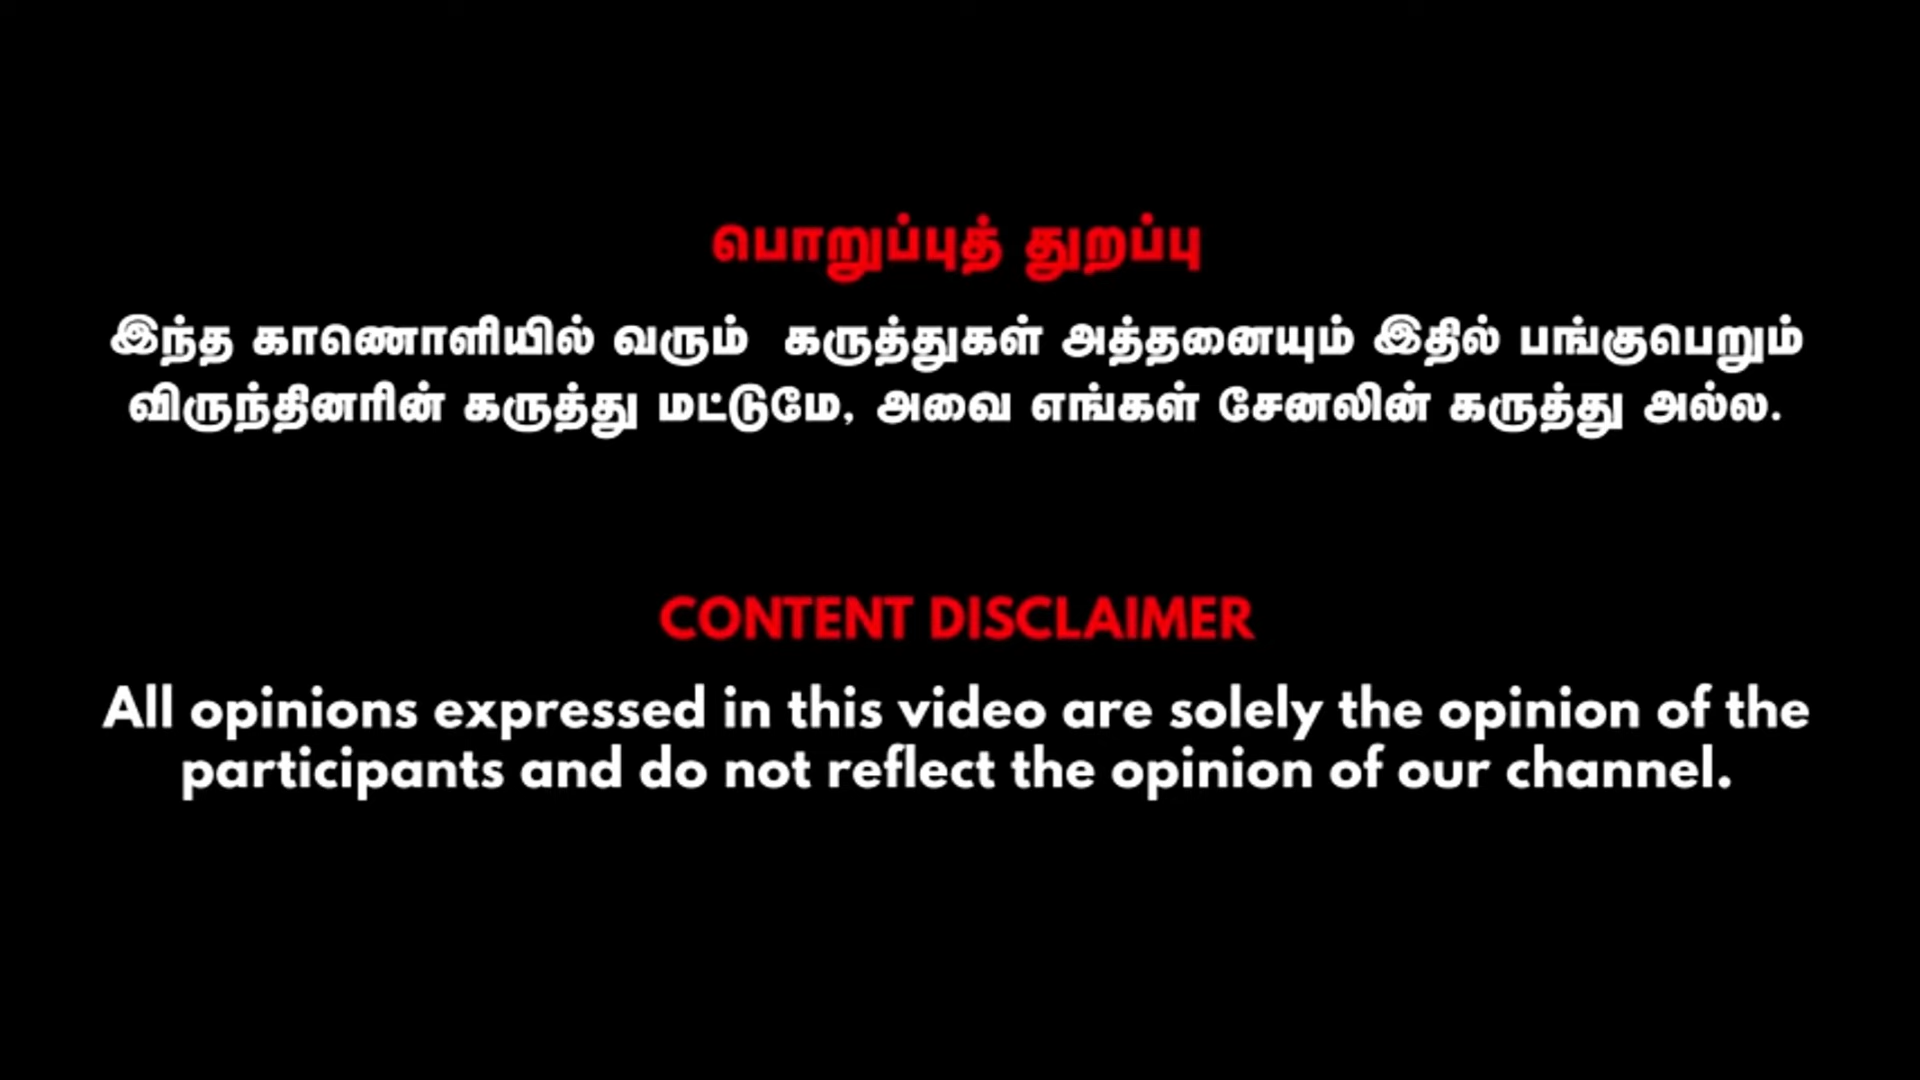 பொறுப்புத் துறப்பு
இந்த காணொளியில் வரும் கருத்துகள் அத்தனையும் இதில் பங்குபெறும்
விருந்தினரின் கருத்து மட்டுமே, அவை எங்கள் சேனலின் கருத்து அல்ல.
CONTENT DISCLAIMER
All opinions expressed in this video are solely the opinion of the
participants and do not reflect the opinion of our channel.